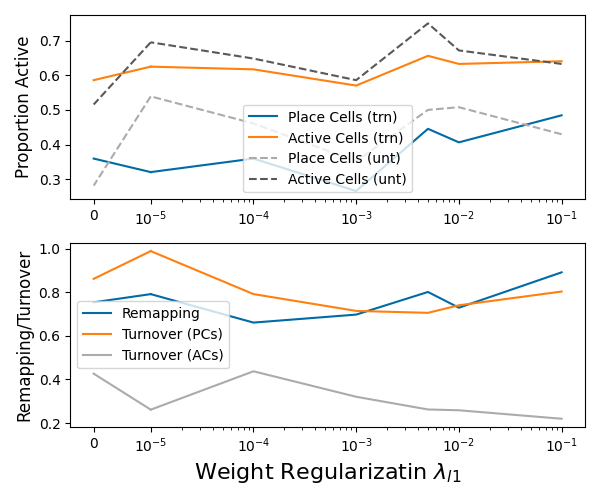 Proportion Active
0.7
0.6
0.5
0.4
0.3
Place Cells (trn)
Active Cells (trn)
Place Cells (unt)
Active Cells (unt)
0 10⁻⁵ 10⁻⁴ 10⁻³ 10⁻² 10⁻¹
Remapping/Turnover
1.0
0.8
0.6
0.4
0.2
Remapping
Turnover (PCs)
Turnover (ACs)
0 10⁻⁵ 10⁻⁴ 10⁻³ 10⁻² 10⁻¹
Weight Regularizatin λ_{l1}